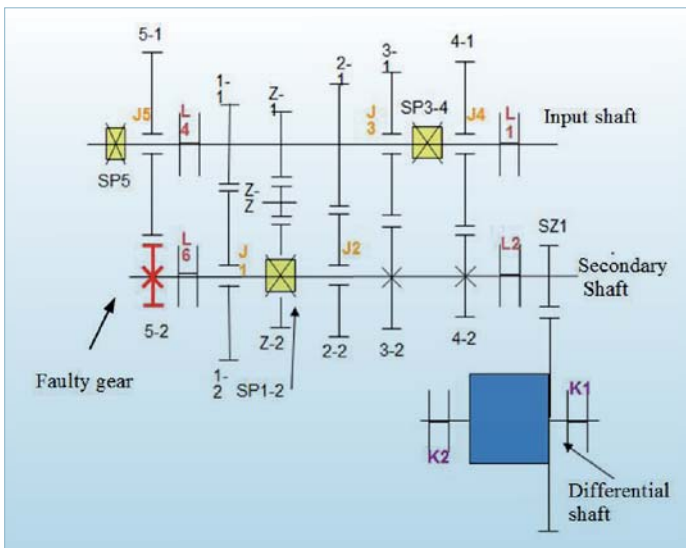 5-1
4-1
3-
1
2-
1
1-
1
Z-
1
J5
L
4
J
3
SP3-4
J4
L
1
Input shaft
SP5
Z-
Z
SZ1
L
6
J
1
J2
L2
Secondary
Shaft
5-2
Z-2
2-2
3-2
4-2
Faulty gear
1-
2
SP1-2
K1
K2
Differential
shaft